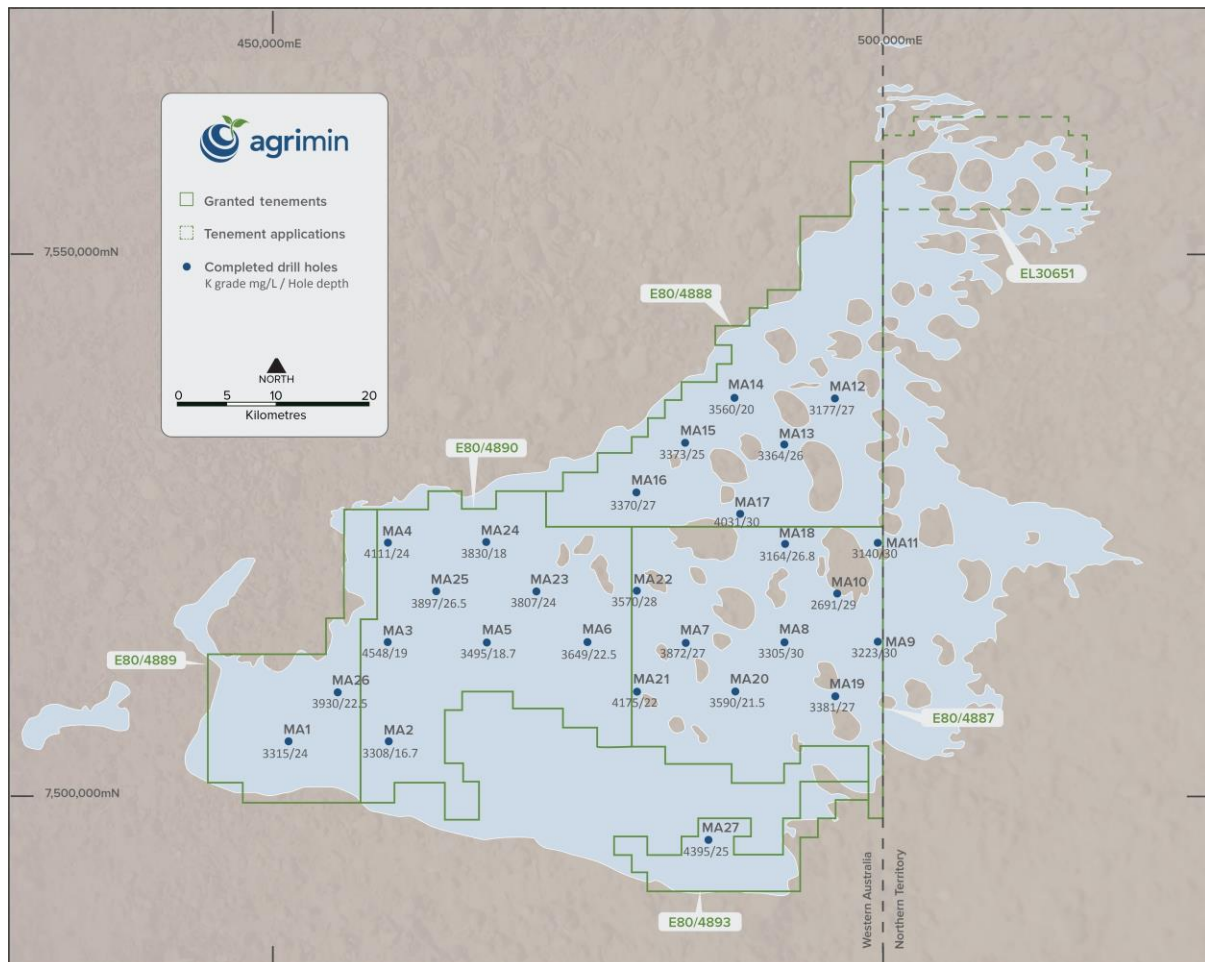 450,000mE
500,000mE
agrimin
Granted tenements
Tenement applications
Completed drill holes
K grade mg/L / Hole depth
NORTH
0 5 10 20
Kilometres
7,550,000mN
EL30651
E80/4888
MA14
3560/20
MA12
3177/27
MA15
3373/25
MA13
3364/26
E80/4890
MA16
3370/27
MA17
4031/30
MA4
4111/24
MA24
3830/18
MA18
3164/26.8
MA11
3140/30
MA25
3897/26.5
MA23
3807/24
MA22
3570/28
MA10
2691/29
MA3
4548/19
MA5
3495/18.7
MA6
3649/22.5
MA7
3872/27
MA8
3305/30
MA9
3223/30
E80/4889
MA26
3930/22.5
MA21
4175/22
MA20
3590/21.5
MA19
3381/27
E80/4887
MA1
3315/24
MA2
3308/16.7
7,500,000mN
MA27
4395/25
E80/4893
Western Australia
Northern Territory